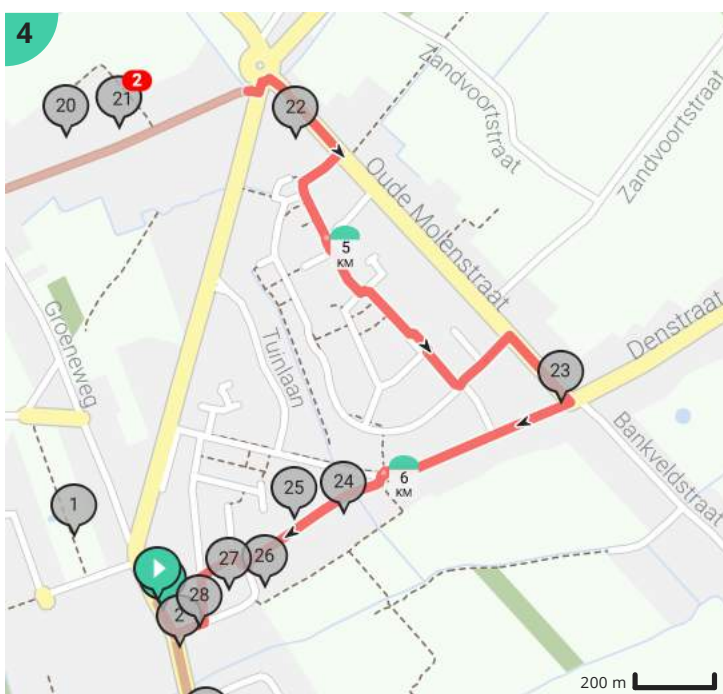 4
20
21
2
22
Zandvoortstraat
Zandvoortstraat
Oude Molenstraat
5
KM
Groeneweg
Tuinlaan
Denstraat
23
Bankveldstraat
6
KM
1
25
24
27
26
28
2
200 m